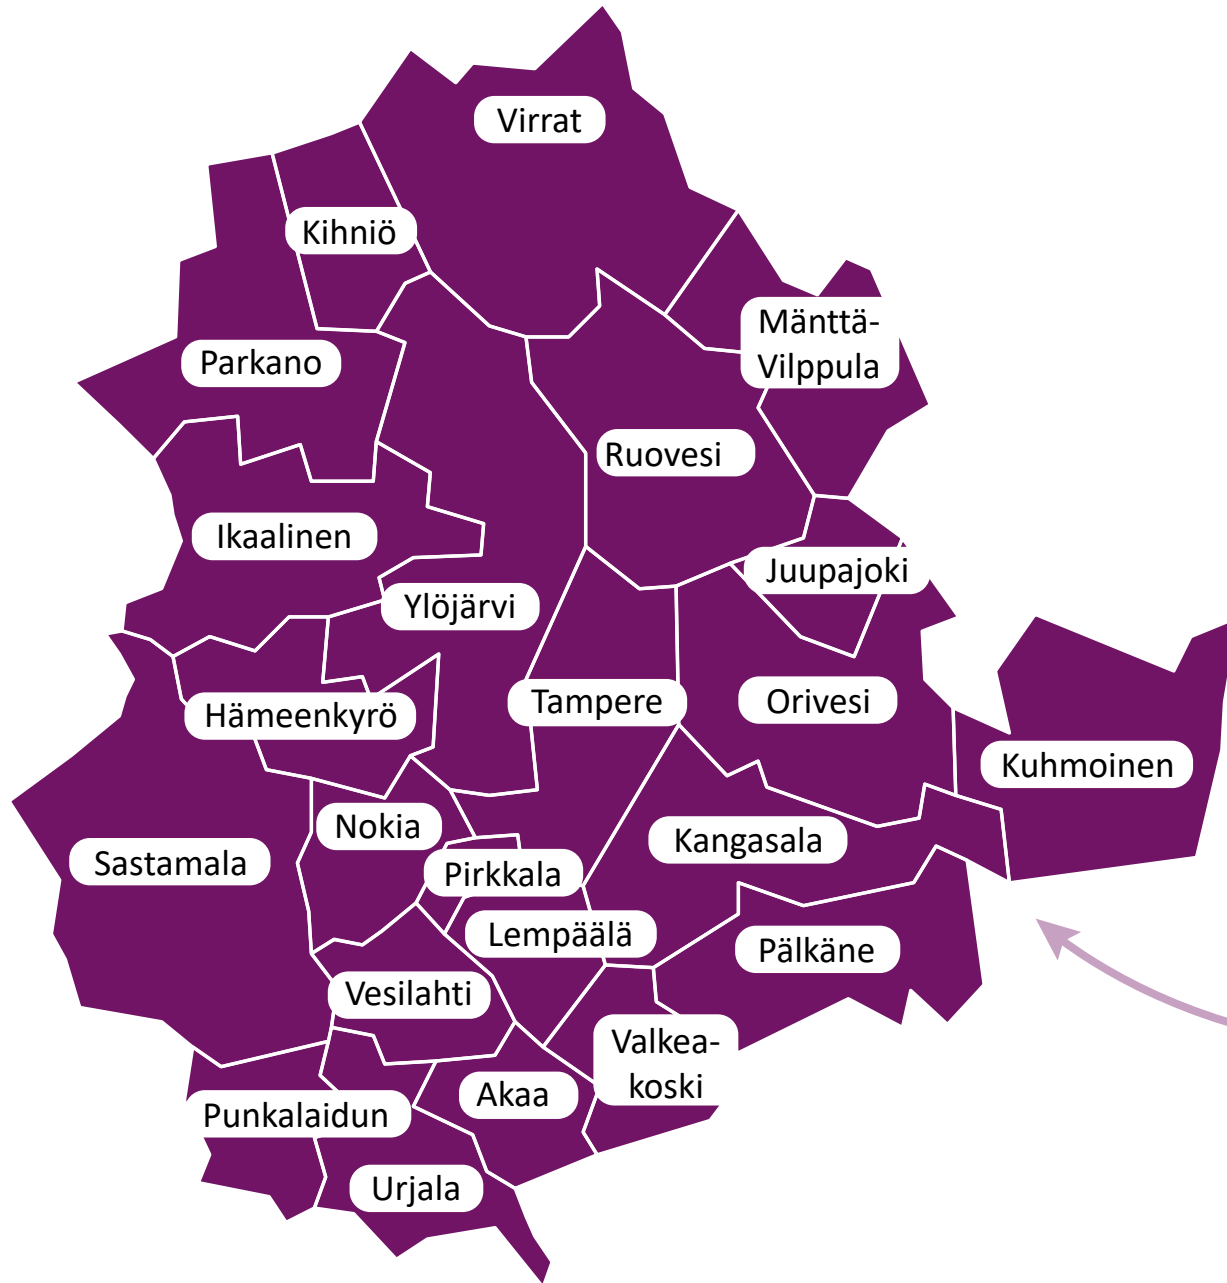 Virrat
Kihniö
Mänttä-
Vilppula
Parkano
Ruovesi
Ikaalinen
Juupajoki
Ylöjärvi
Hämeenkyrö
Tampere
Orivesi
Kuhmoinen
Nokia
Kangasala
Sastamala
Pirkkala
Lempäälä
Pälkäne
Vesilahti
Valkea-
koski
Akaa
Punkalaidun
Urjala